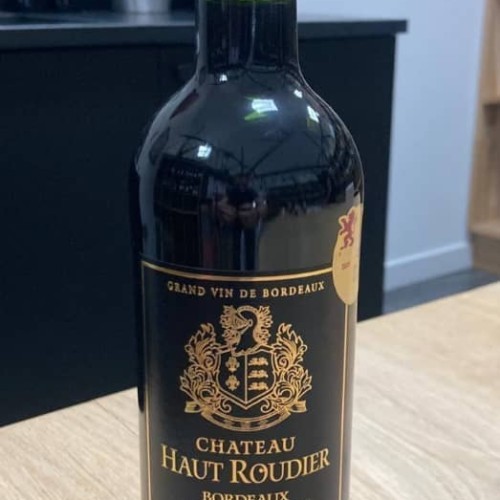 GRAND VIN DE BORDEAUX
CHATEAU
HAUT ROUDIER
BORDEAUX